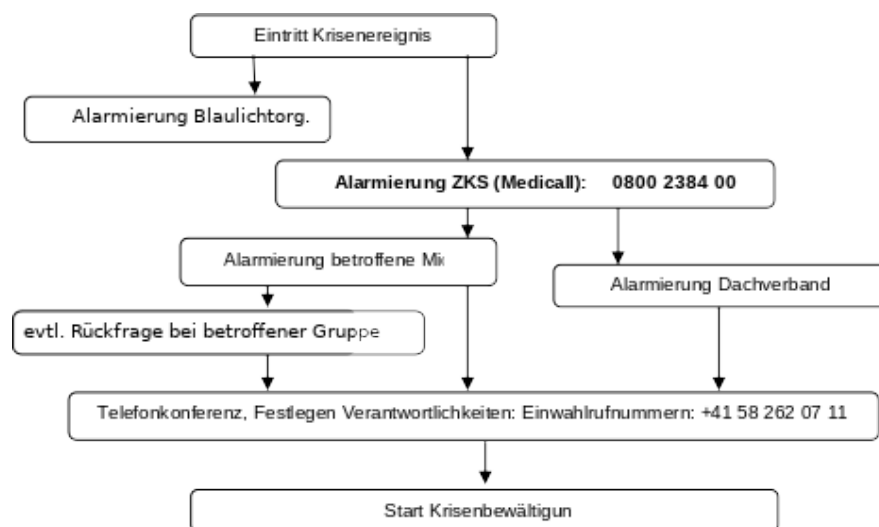 Eintritt Krisenereignis
Alarmierung Blaulichtorg.
Alarmierung ZKS (Medicall): 0800 2384 00
Alarmierung betroffene
Alarmierung Dachverband
evtl. Rückfrage bei betroffener Gruppe
Telefonkonferenz, Festlegen Verantwortlichkeiten: Einwahlrufnummern: +41 58 262 07 11
Start Krisenbewältigun